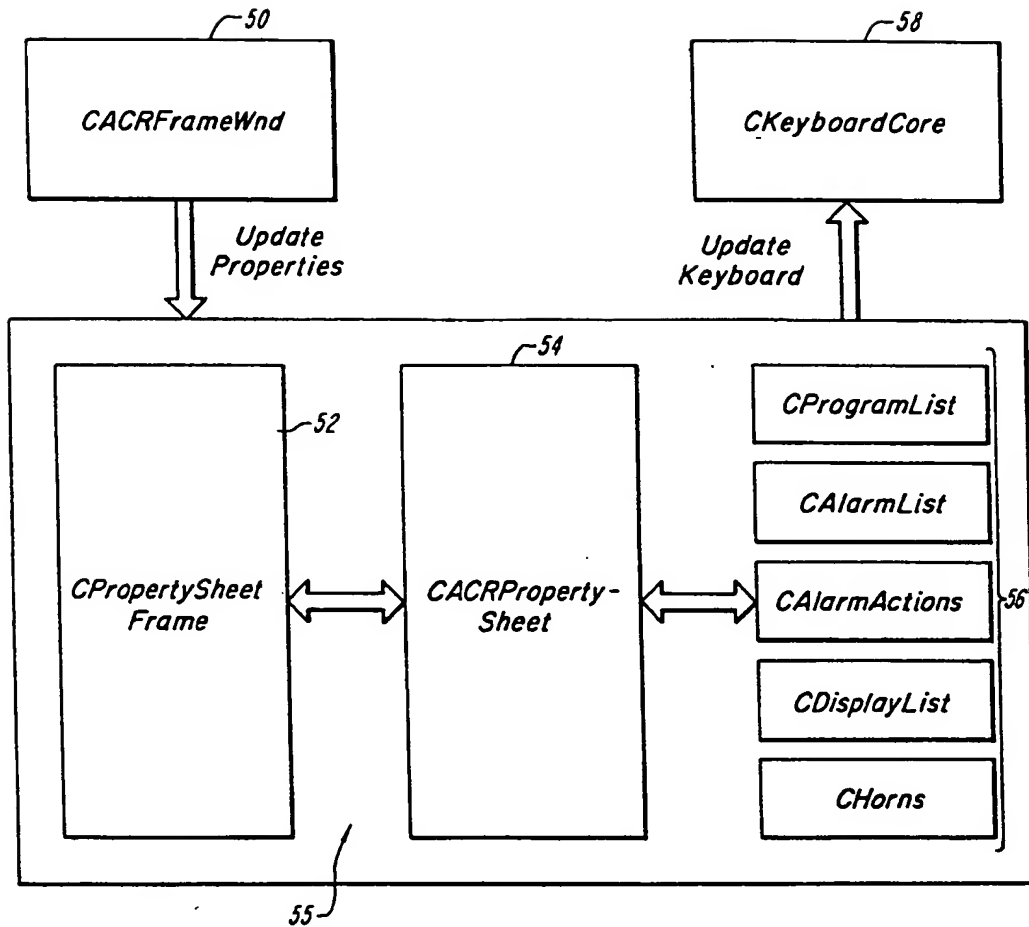 50
CACRFrameWnd
58
CKeyboardCore
Update
Properties
Update
Keyboard
52
CPropertySheet
Frame
54
CACRProperty-
Sheet
CProgramList
CAlarmList
CAlarmActions
CDisplayList
CHorns
56
55